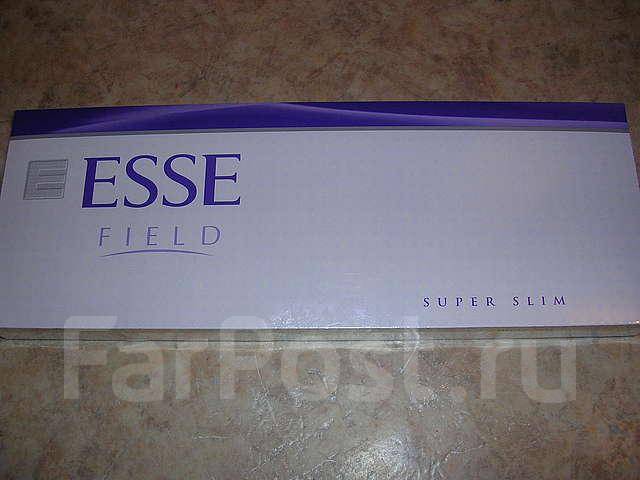 E ESSE
FIELD
SUPER SLIM
FarPost.ru